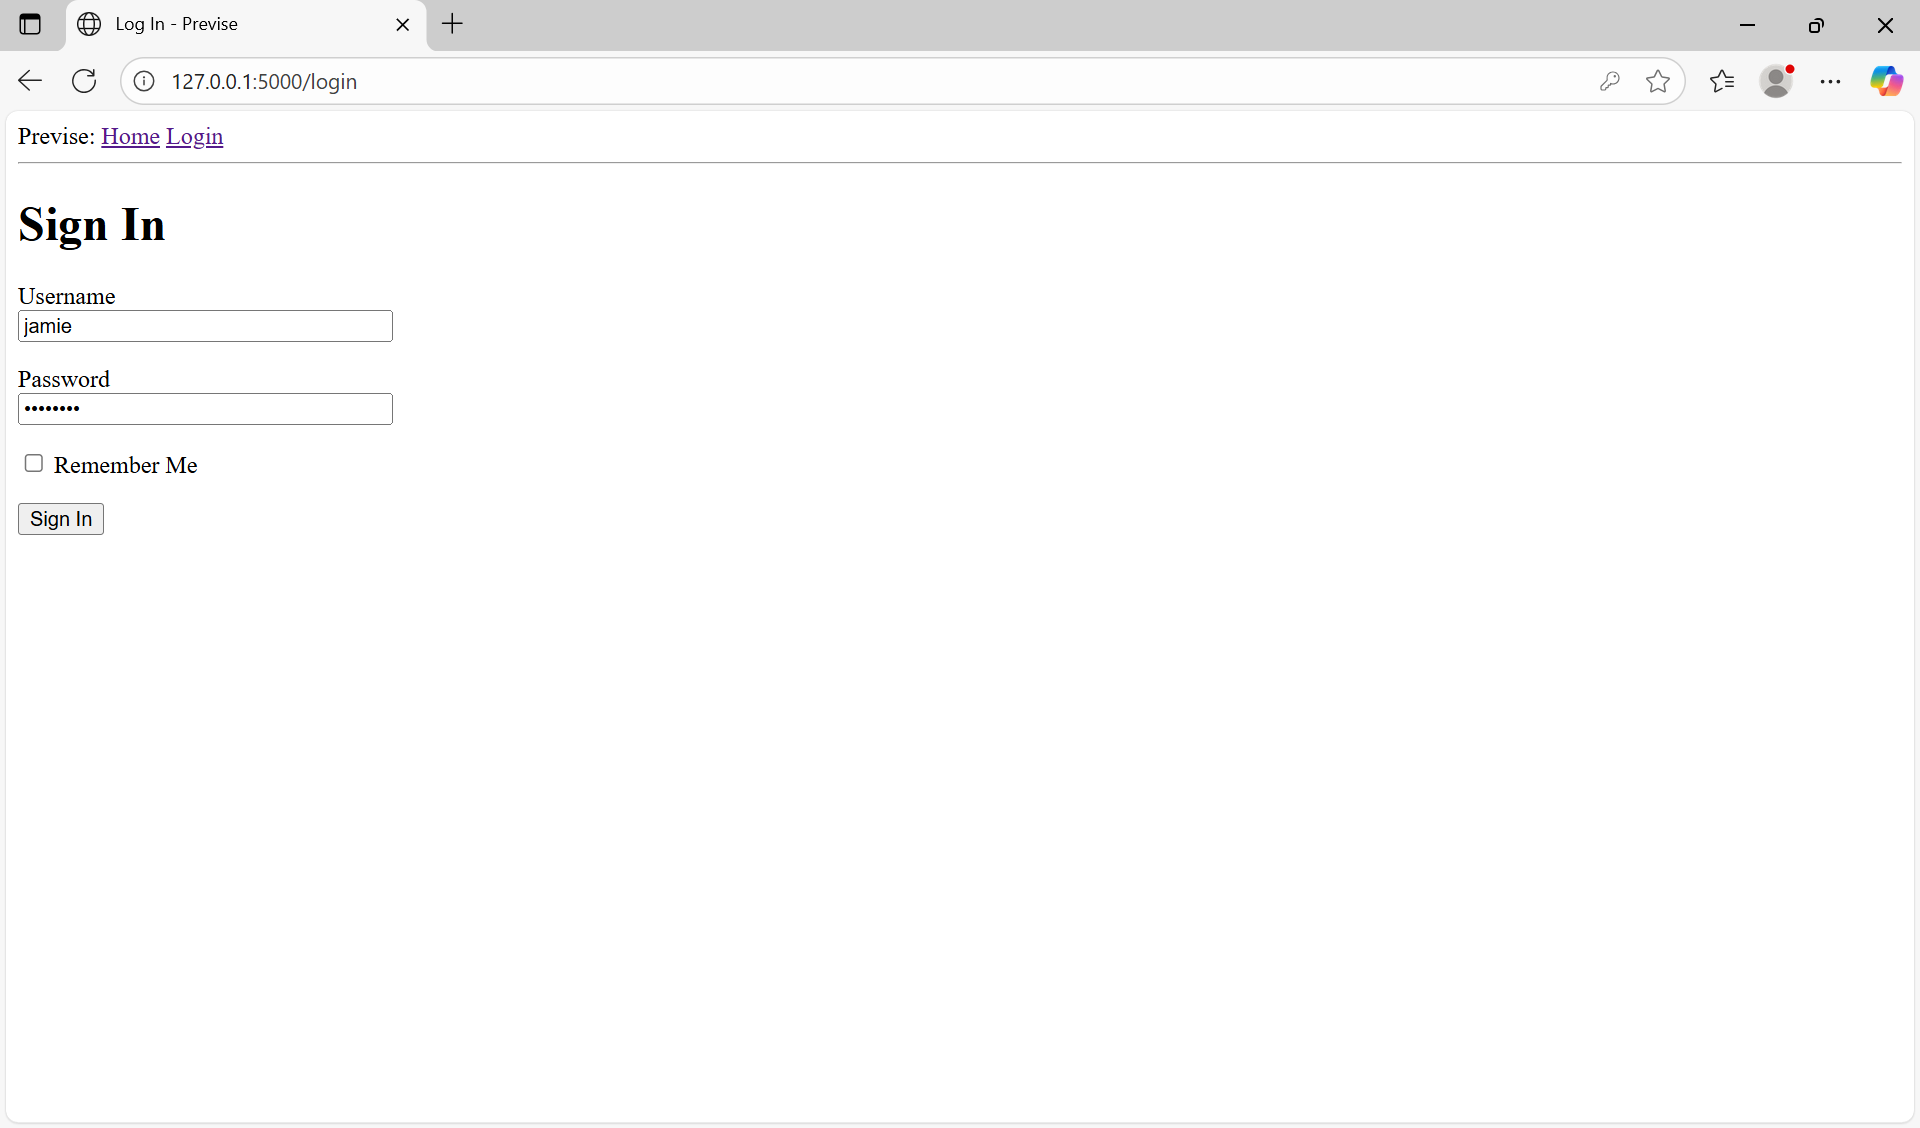 Log In - Previse
127.0.0.1:5000/login
Previse: Home Login
Sign In
Username
jamie
Password
••••••••
Remember Me
Sign In